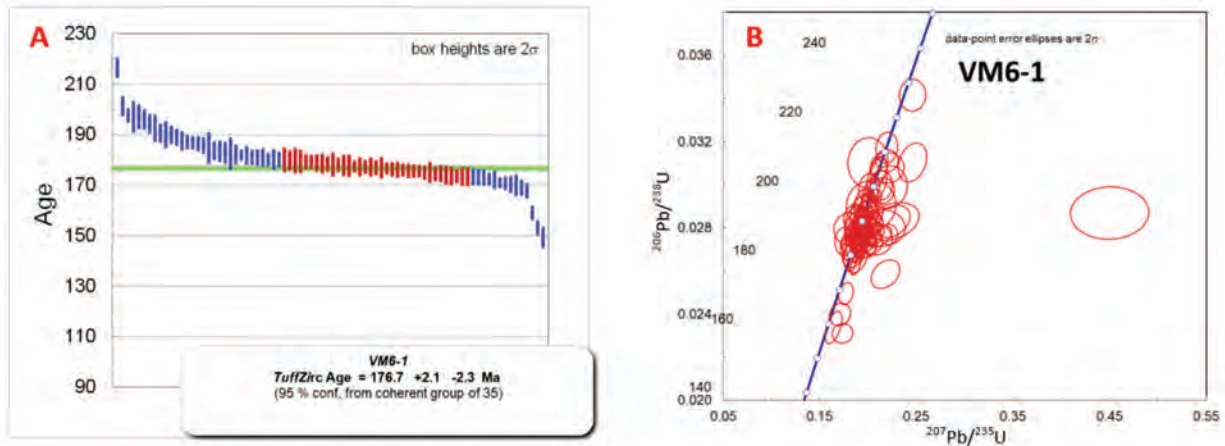 A
box heights are 2σ
Age
230
210
190
170
150
130
110
90
VM6-1
TuffZirc Age = 176.7 +2.1 -2.3 Ma
(95 % conf. from coherent group of 35)
B
data-point error ellipses are 2σ
VM6-1
240
220
200
180
160
140
0.036
0.032
0.028
0.024
0.020
²⁰⁶Pb/²³⁸U
0.05
0.15
0.25
0.35
0.45
0.55
²⁰⁷Pb/²³⁵U